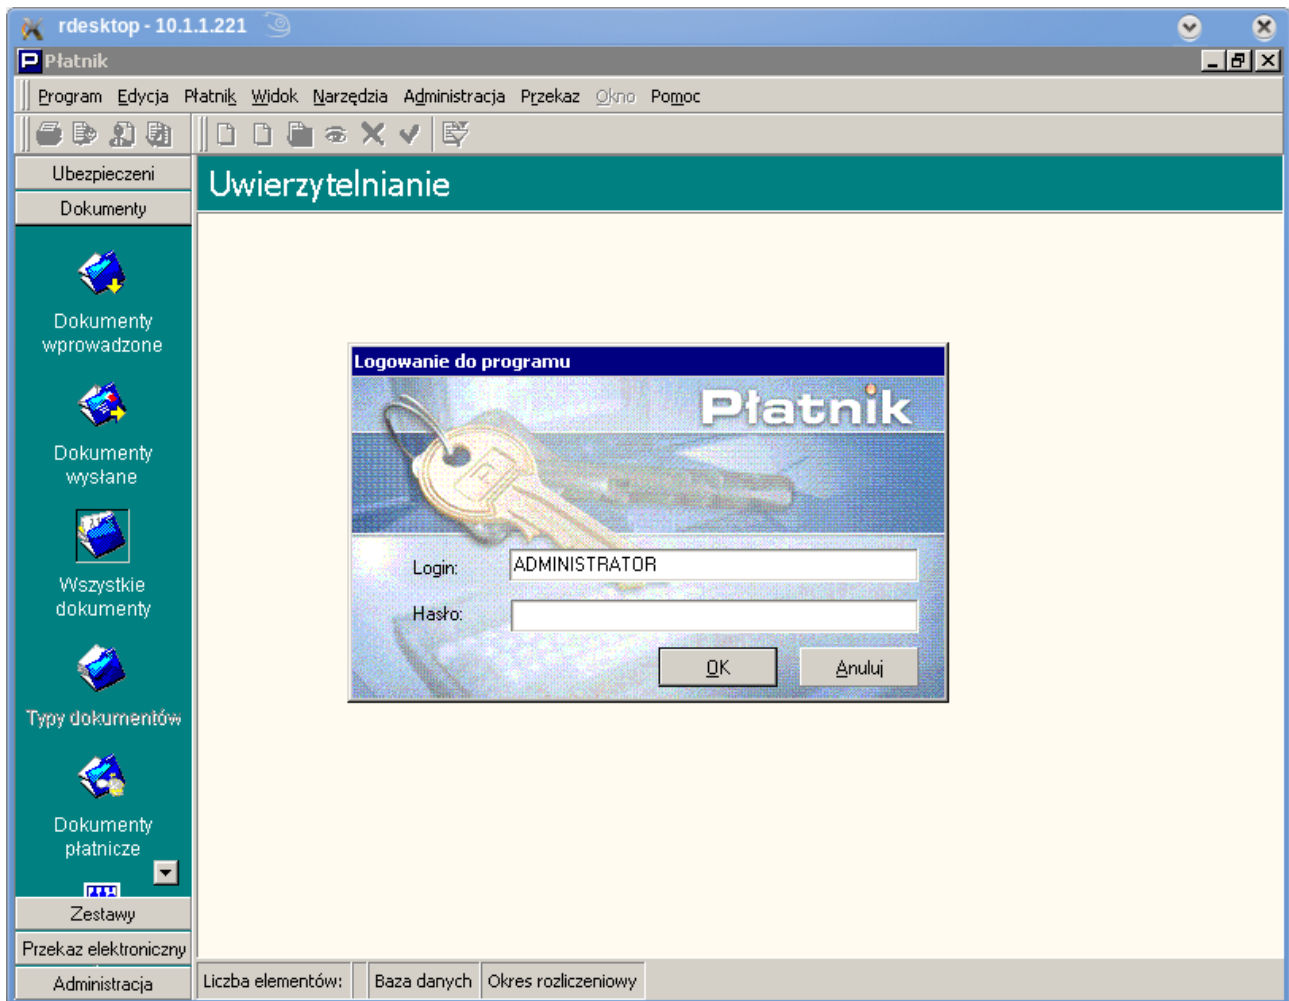 rdesktop - 10.1.1.221
Płatnik
Program Edycja Płatnik Widok Narzędzia Administracja Przekaz Okno Pomoc
Ubezpieczeni
Dokumenty
Uwierzytelnianie
Dokumenty
wprowadzone
Dokumenty
wysłane
Wszystkie
dokumenty
Typy dokumentów
Dokumenty
płatnicze
Zestawy
Przekaz elektroniczny
Administracja
Logowanie do programu
Płatnik
Login: ADMINISTRATOR
Hasło:
OK Anuluj
Liczba elementów: Baza danych Okres rozliczeniowy